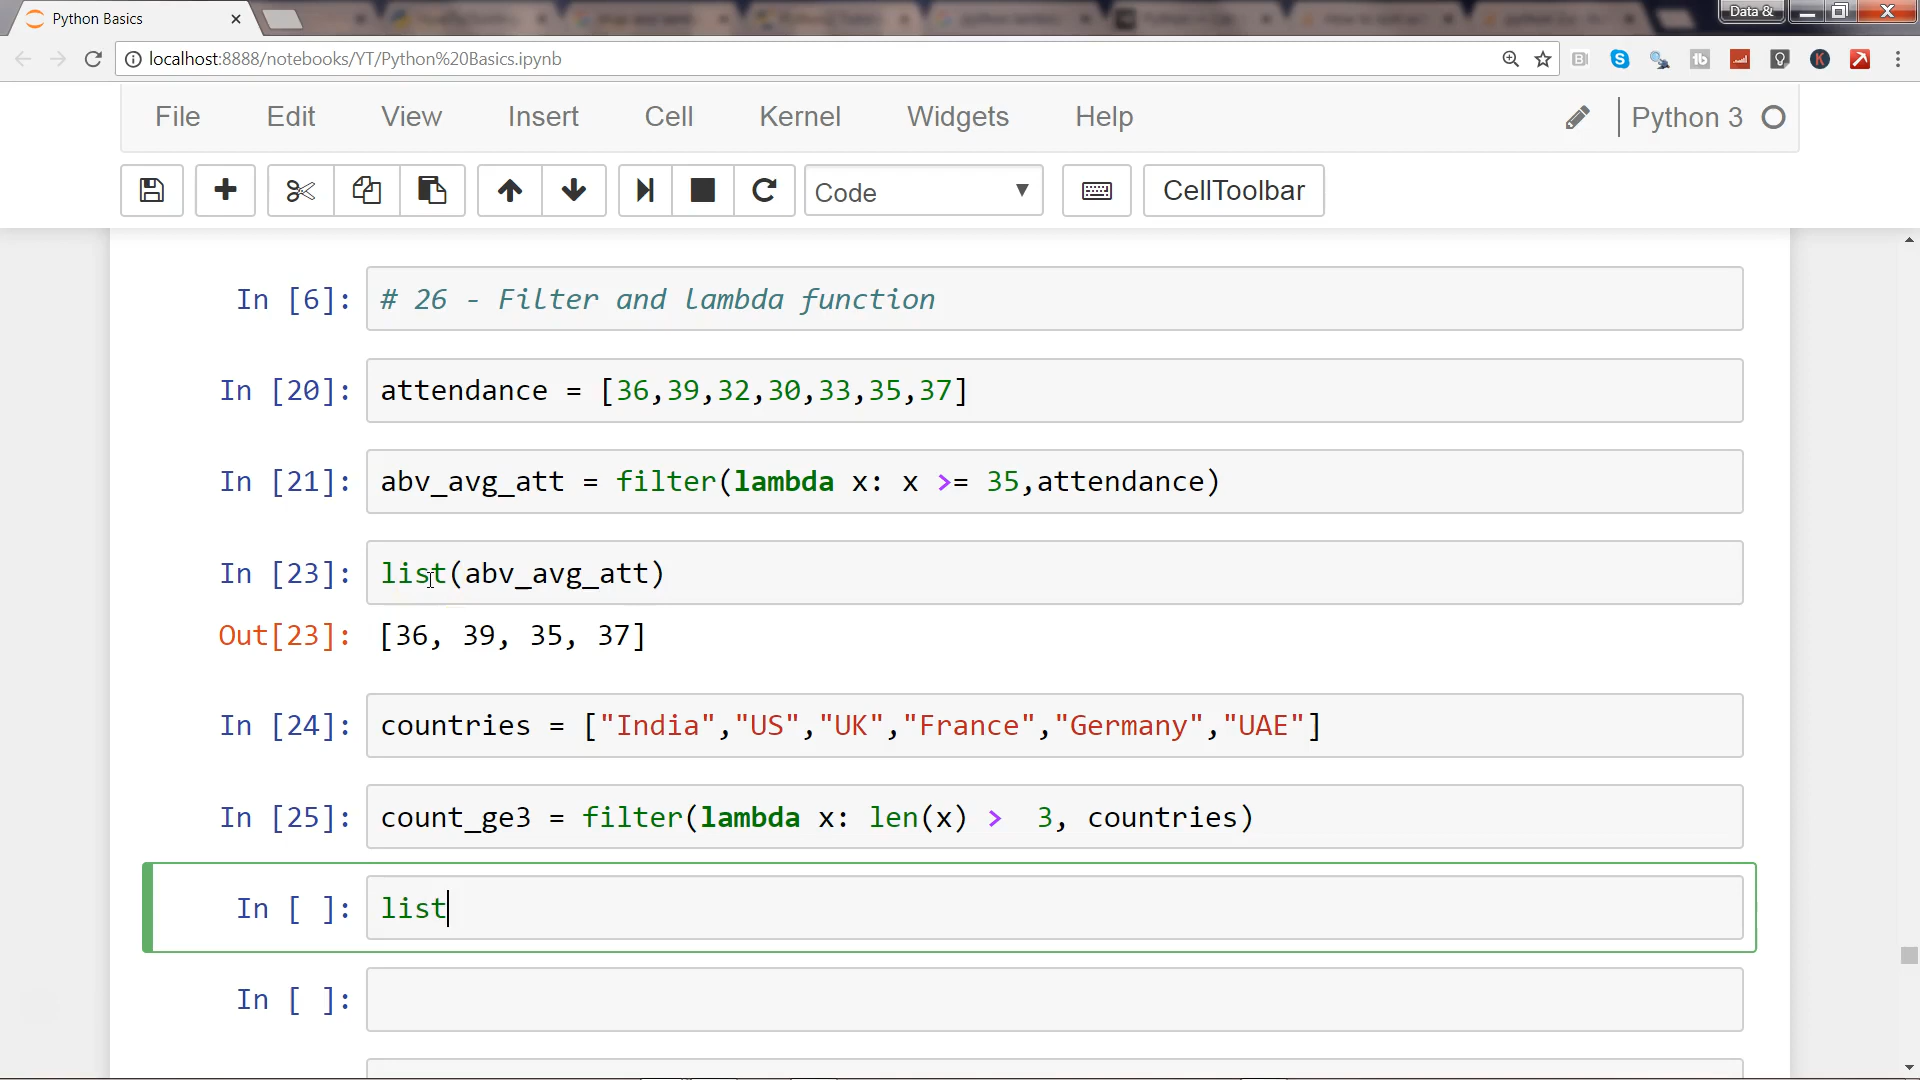 Python Basics
Data &
localhost:8888/notebooks/YT/Python%20Basics.ipynb
File Edit View Insert Cell Kernel Widgets Help Python 3
Code CellToolbar
In [6]: # 26 - Filter and lambda function
In [20]: attendance = [36,39,32,30,33,35,37]
In [21]: abv_avg_att = filter(lambda x: x >= 35,attendance)
In [23]: list(abv_avg_att)
Out[23]: [36, 39, 35, 37]
In [24]: countries = ["India","US","UK","France","Germany","UAE"]
In [25]: count_ge3 = filter(lambda x: len(x) >  3, countries)
In [ ]: list
In [ ]: